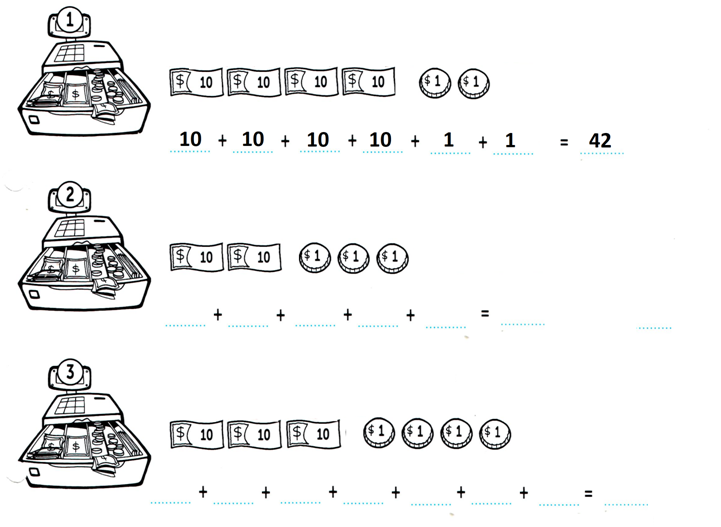 1
$ 10 $ 10 $ 10 $ 10 $ 1 $ 1
10 + 10 + 10 + 10 + 1 + 1 = 42
2
$ 10 $ 10 $ 1 $ 1 $ 1
+ + + + =
3
$ 10 $ 10 $ 10 $ 1 $ 1 $ 1 $ 1
+ + + + + + =